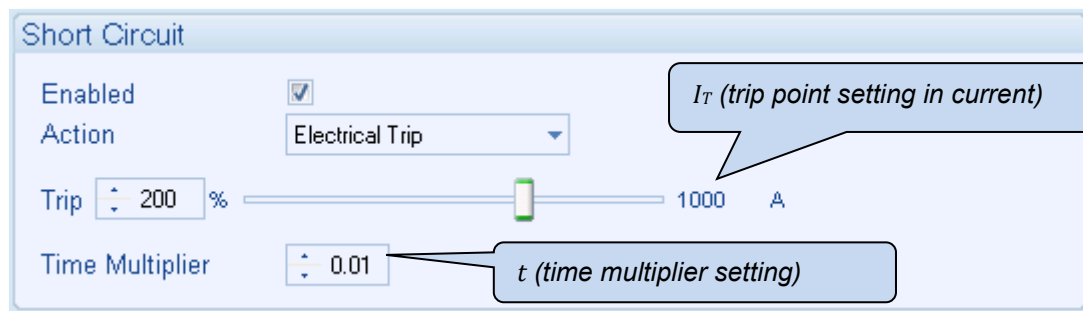 Short Circuit
Enabled
I_T (trip point setting in current)
Action
Electrical Trip
Trip 200 % 1000 A
Time Multiplier 0.01
t (time multiplier setting)